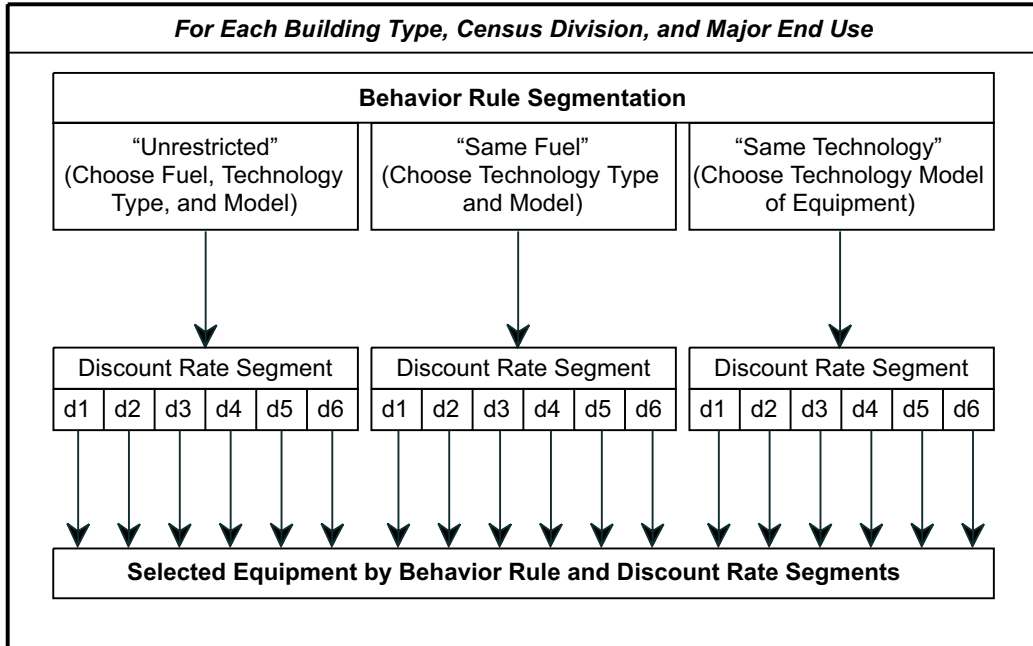 For Each Building Type, Census Division, and Major End Use
Behavior Rule Segmentation
“Unrestricted”
(Choose Fuel, Technology
Type, and Model)
“Same Fuel”
(Choose Technology Type
and Model)
“Same Technology”
(Choose Technology Model
of Equipment)
Discount Rate Segment
d1 d2 d3 d4 d5 d6
Discount Rate Segment
d1 d2 d3 d4 d5 d6
Discount Rate Segment
d1 d2 d3 d4 d5 d6
Selected Equipment by Behavior Rule and Discount Rate Segments